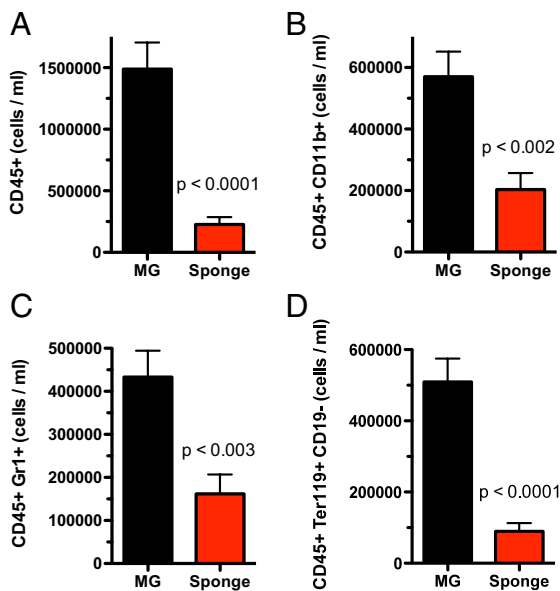 A
CD45+ (cells / ml)
1500000
1000000
500000
0
p < 0.0001
MG Sponge
B
CD45+ CD11b+ (cells / ml)
600000
400000
200000
0
p < 0.002
MG Sponge
C
CD45+ Gr1+ (cells / ml)
500000
400000
300000
200000
100000
0
p < 0.003
MG Sponge
D
CD45+ Ter119+ CD19- (cells / ml)
600000
400000
200000
0
p < 0.0001
MG Sponge